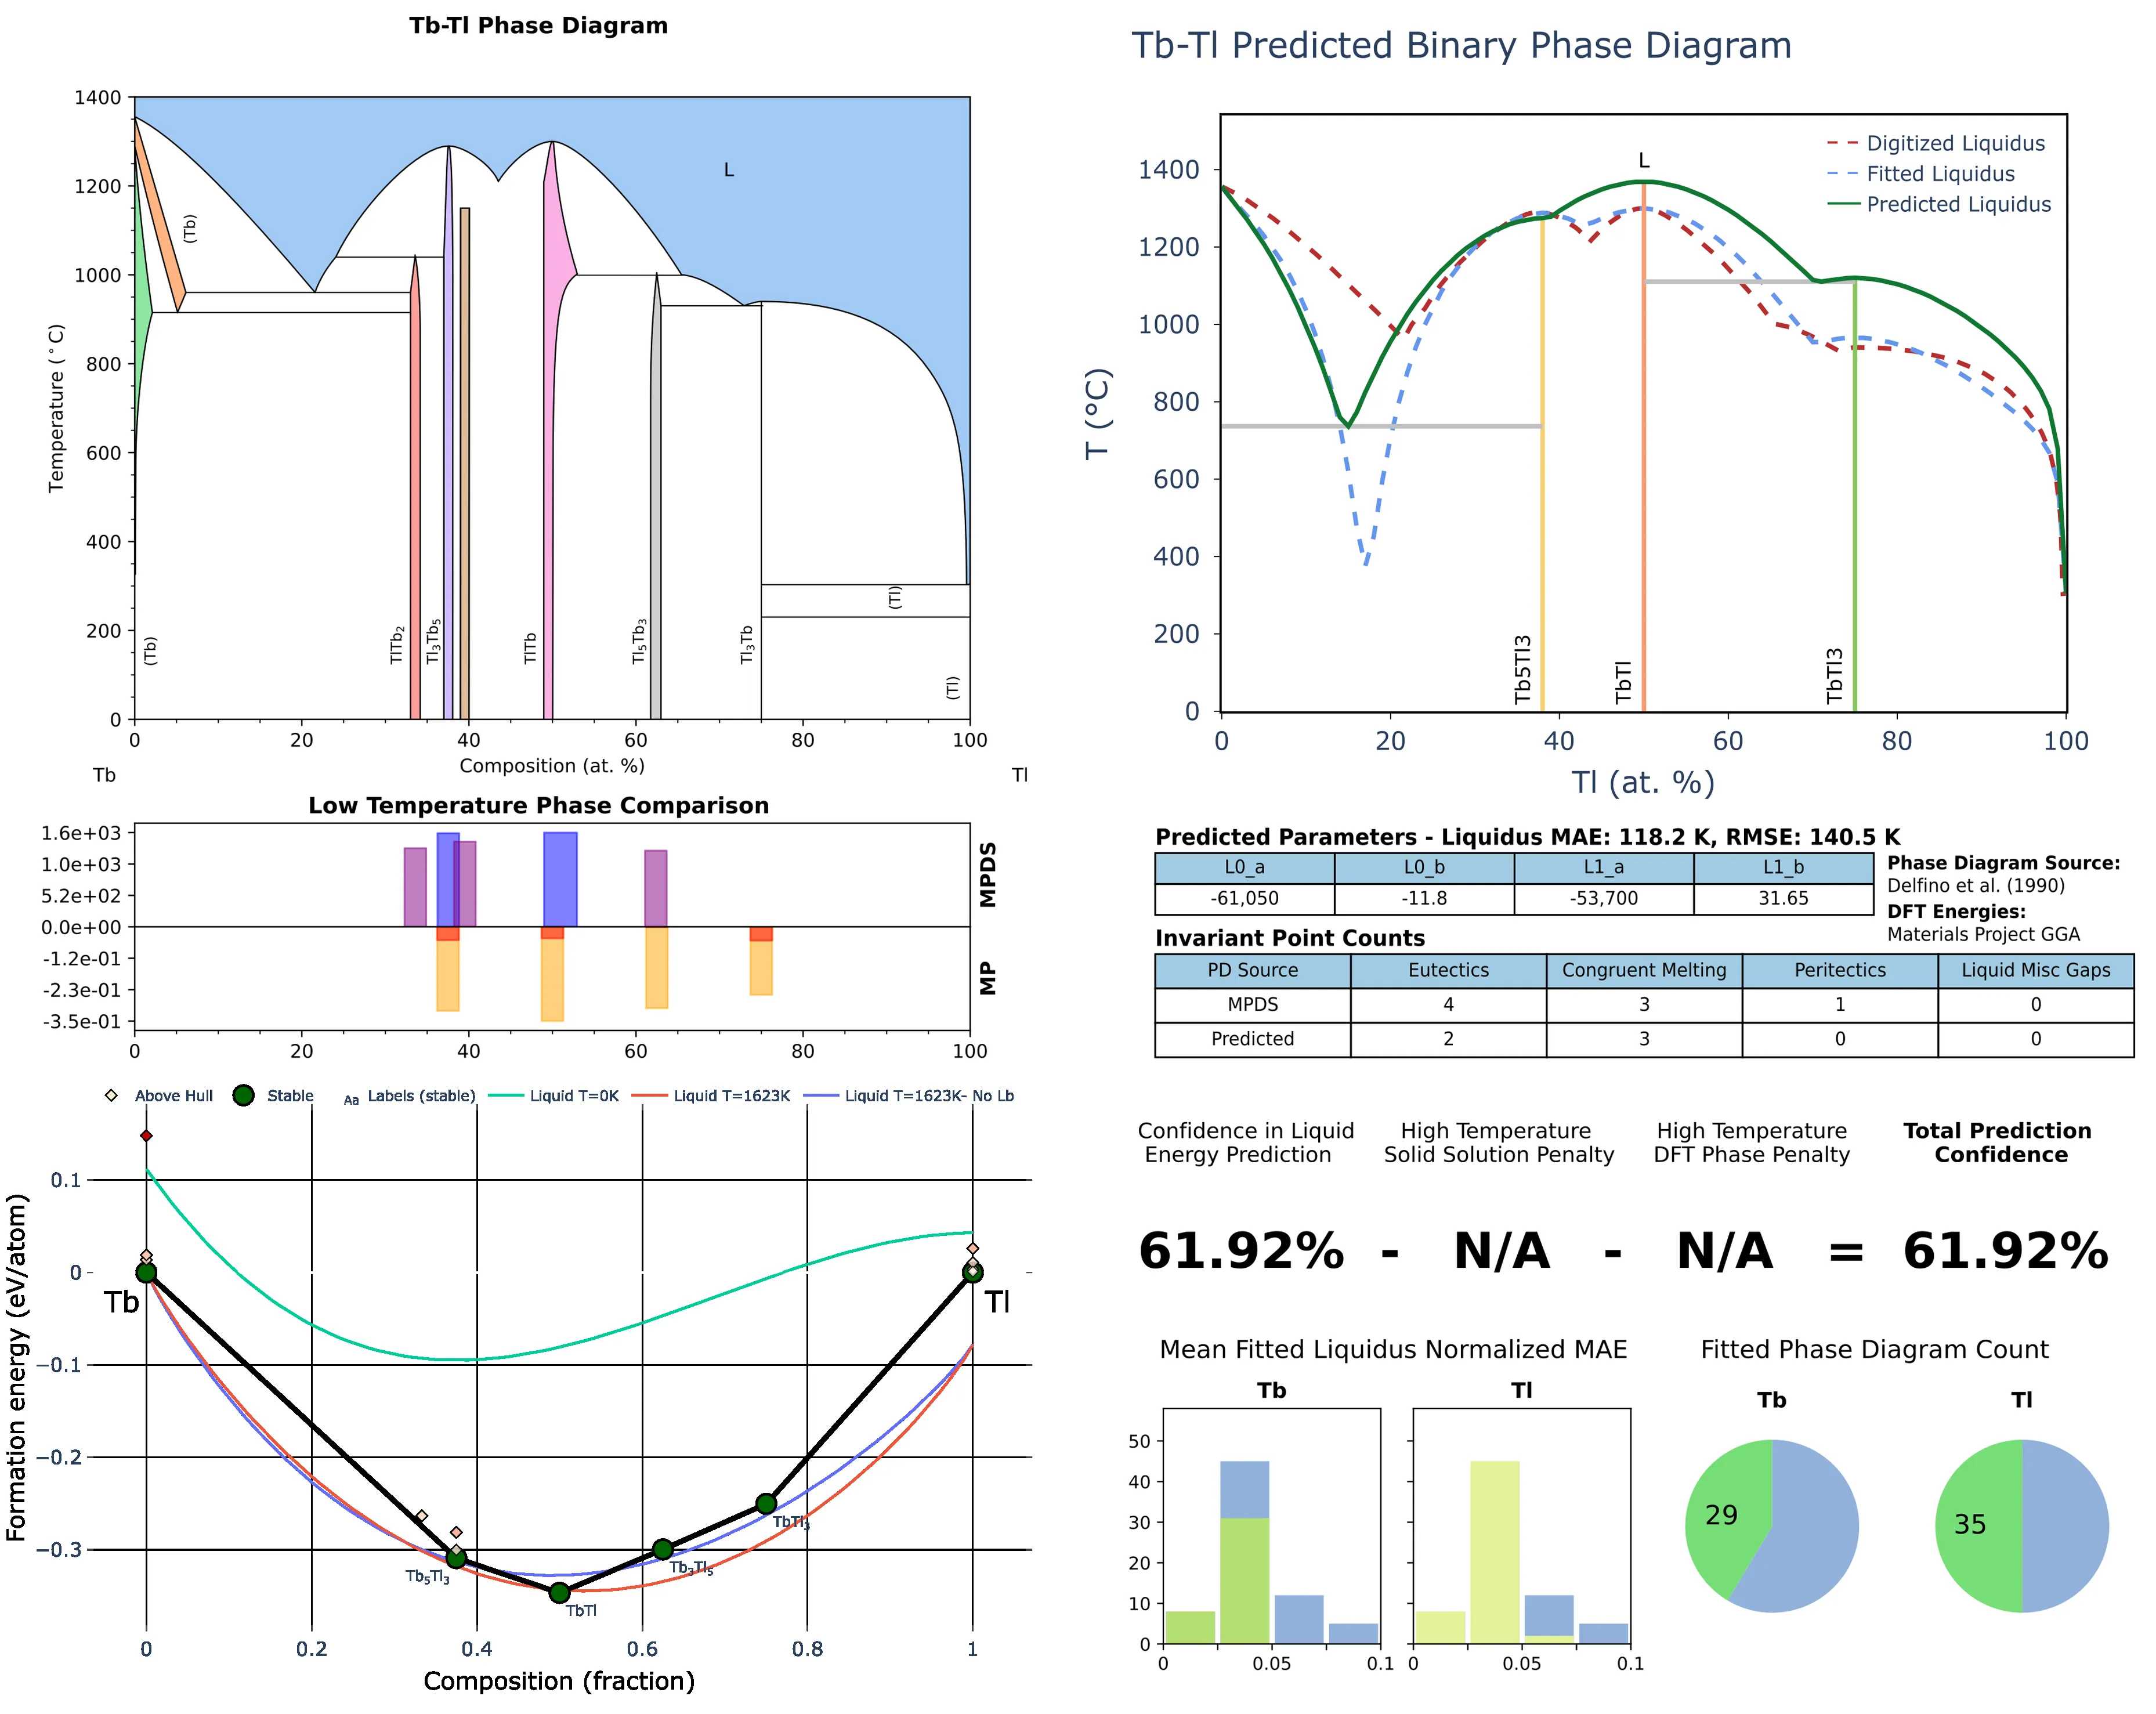 Tb-Tl Phase Diagram
1400
1200
1000
800
600
400
200
0
Temperature (°C)
L
(Tb)
(Tb)
TlTb2
Tl3Tb5
TlTb
Tl5Tb3
Tl3Tb
(Tl)
(Tl)
0 20 40 60 80 100
Composition (at. %)
Tb Tl
Low Temperature Phase Comparison
1.6e+03
1.0e+03
5.2e+02
0.0e+00
-1.2e-01
-2.3e-01
-3.5e-01
MPDS
MP
0 20 40 60 80 100
Above Hull Stable Aa Labels (stable) Liquid T=0K Liquid T=1623K Liquid T=1623K- No Lb
0.1
0
−0.1
−0.2
−0.3
Formation energy (eV/atom)
Tb
Tl
Tb5Tl3
TbTl
Tb3Tl5
TbTl3
0 0.2 0.4 0.6 0.8 1
Composition (fraction)
Tb-Tl Predicted Binary Phase Diagram
1400
1200
1000
800
600
400
200
0
T (°C)
L
Digitized Liquidus
Fitted Liquidus
Predicted Liquidus
Tb5Tl3
TbTl
TbTl3
0 20 40 60 80 100
Tl (at. %)
Predicted Parameters - Liquidus MAE: 118.2 K, RMSE: 140.5 K
L0_a L0_b L1_a L1_b
-61,050 -11.8 -53,700 31.65
Phase Diagram Source:
Delfino et al. (1990)
DFT Energies:
Materials Project GGA
Invariant Point Counts
PD Source Eutectics Congruent Melting Peritectics Liquid Misc Gaps
MPDS 4 3 1 0
Predicted 2 3 0 0
Confidence in Liquid
Energy Prediction
High Temperature
Solid Solution Penalty
High Temperature
DFT Phase Penalty
Total Prediction
Confidence
61.92% - N/A - N/A = 61.92%
Mean Fitted Liquidus Normalized MAE
Tb
Tl
50
40
30
20
10
0
0 0.05 0.1
0 0.05 0.1
Fitted Phase Diagram Count
Tb
Tl
29
35